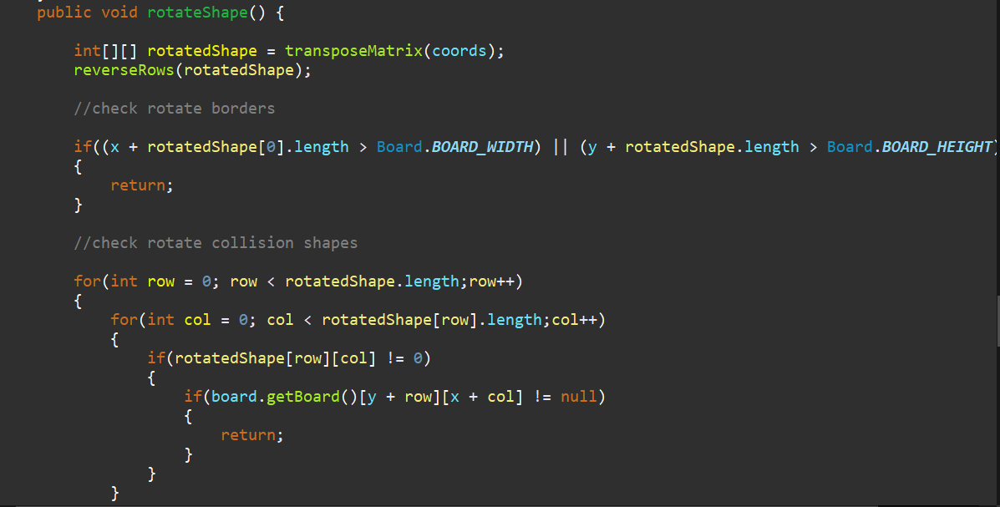 public void rotateShape() {
int[][] rotatedShape = transposeMatrix(coords);
reverseRows(rotatedShape);
//check rotate borders
if((x + rotatedShape[0].length > Board.BOARD_WIDTH) || (y + rotatedShape.length > Board.BOARD_HEIGHT)
{
return;
}
//check rotate collision shapes
for(int row = 0; row < rotatedShape.length;row++)
{
for(int col = 0; col < rotatedShape[row].length;col++)
{
if(rotatedShape[row][col] != 0)
{
if(board.getBoard()[y + row][x + col] != null)
{
return;
}
}
}